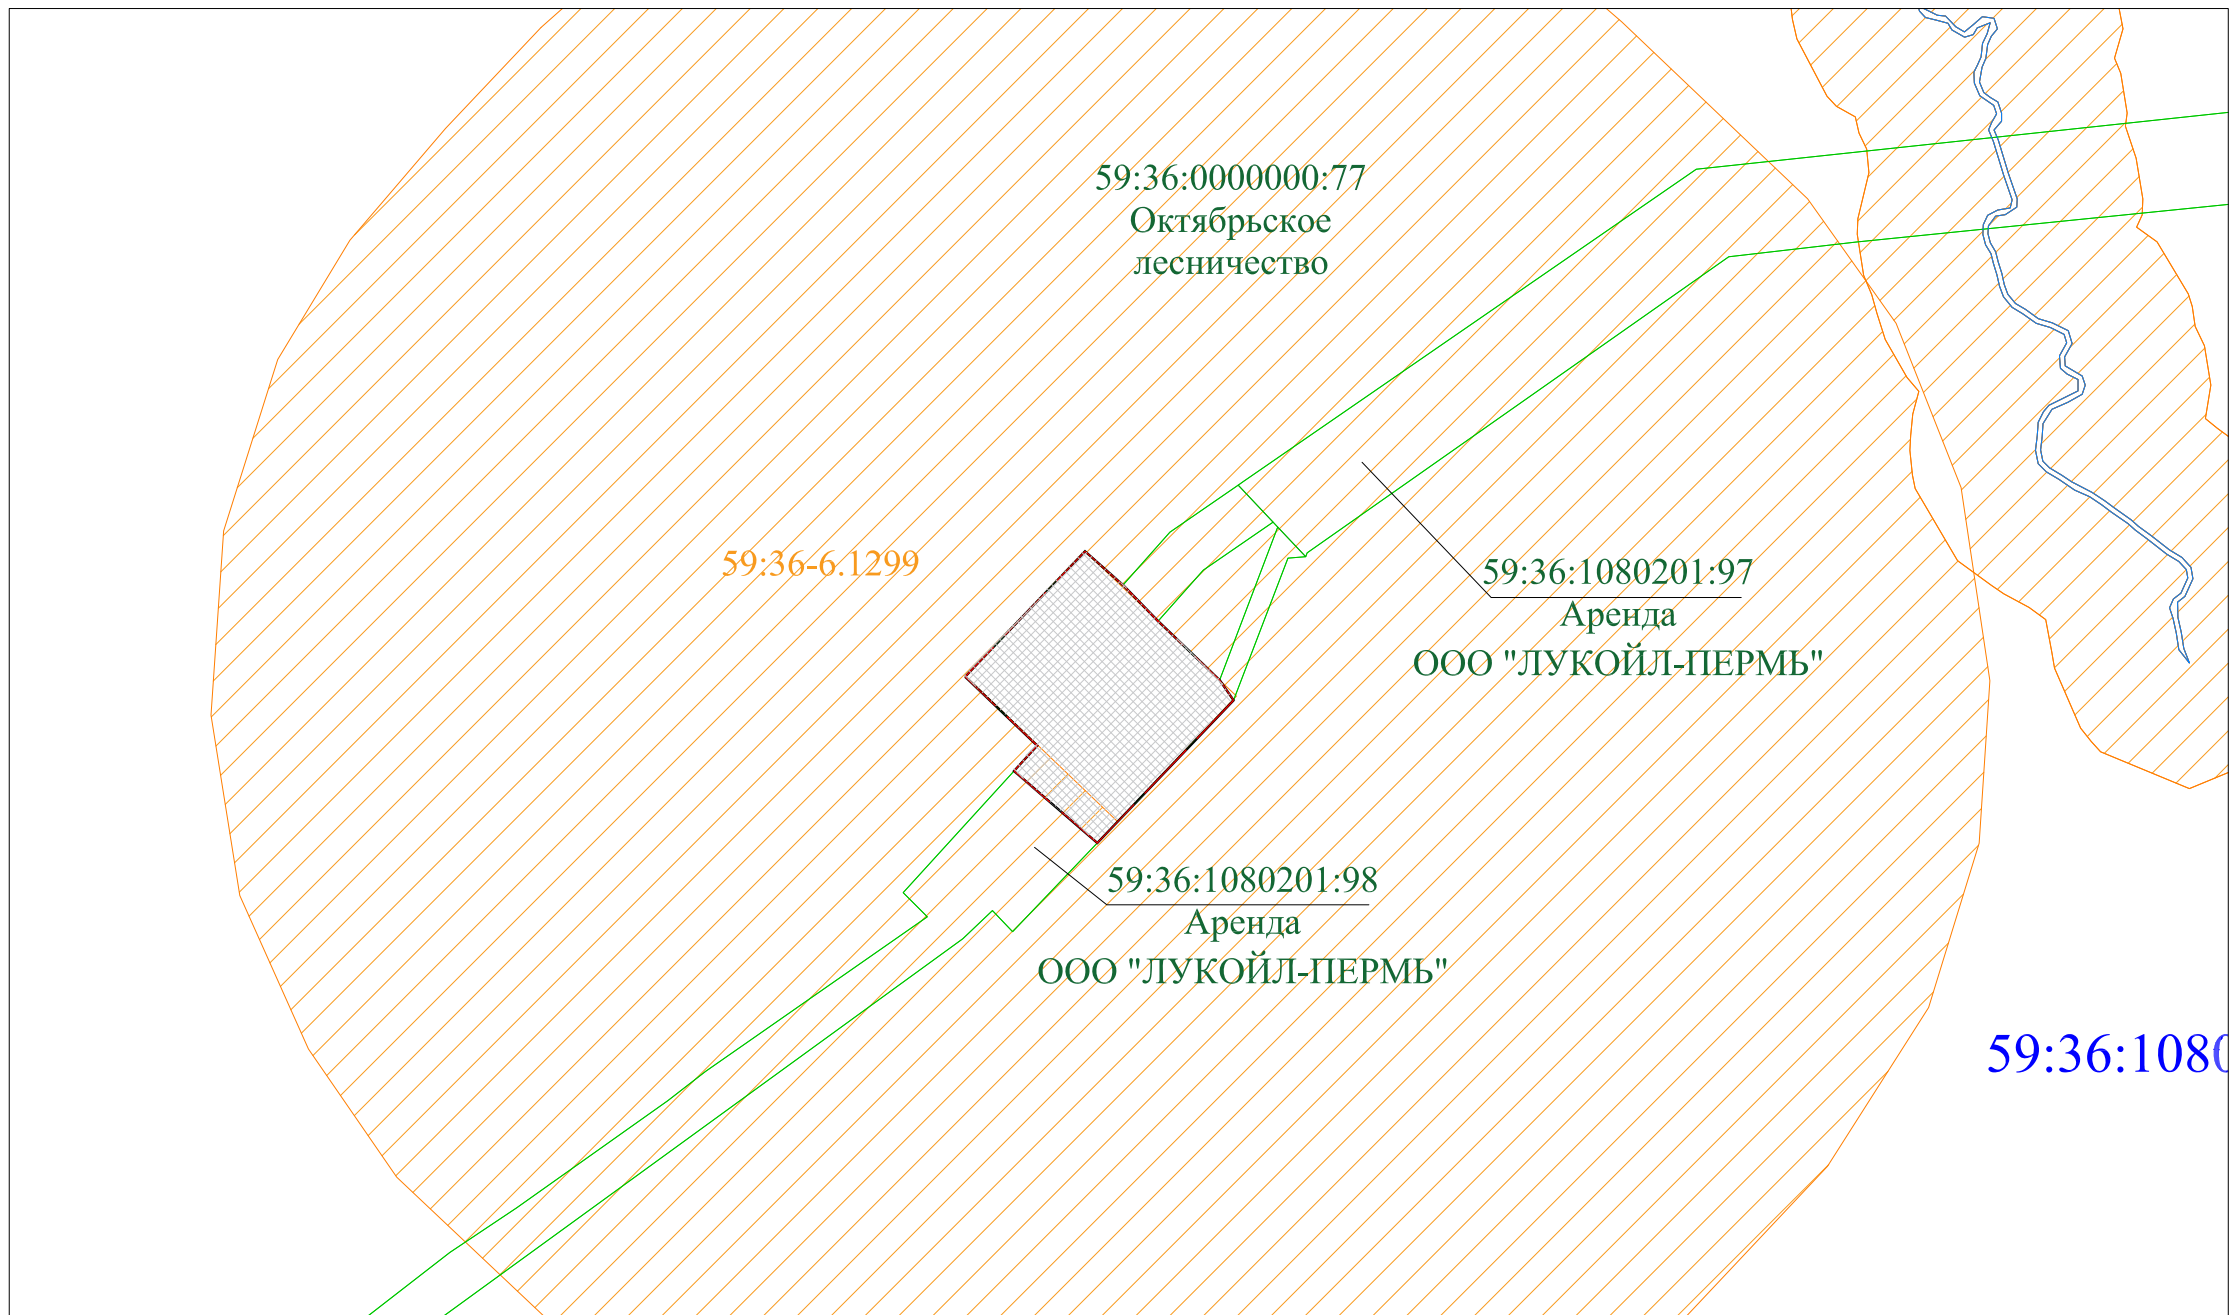 59:36:0000000:77
Октябрьское
лесничество
59:36-6.1299
59:36:1080201:97
Аренда
ООО "ЛУКОЙЛ-ПЕРМЬ"
59:36:1080201:98
Аренда
ООО "ЛУКОЙЛ-ПЕРМЬ"
59:36:1080